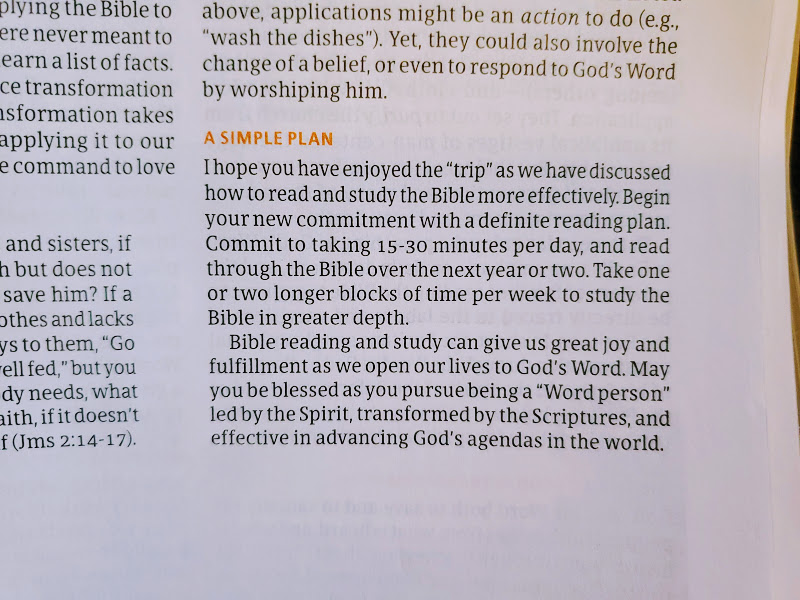 plying the Bible to
ere never meant to
earn a list of facts.
ce transformation
nsformation takes
applying it to our
e command to love
and sisters, if
h but does not
save him? If a
othes and lacks
ys to them, “Go
ell fed,” but you
dy needs, what
aith, if it doesn’t
f (Jms 2:14-17).
above, applications might be an action to do (e.g.,
“wash the dishes”). Yet, they could also involve the
change of a belief, or even to respond to God’s Word
by worshiping him.
A SIMPLE PLAN
I hope you have enjoyed the “trip” as we have discussed
how to read and study the Bible more effectively. Begin
your new commitment with a definite reading plan.
Commit to taking 15-30 minutes per day, and read
through the Bible over the next year or two. Take one
or two longer blocks of time per week to study the
Bible in greater depth.
Bible reading and study can give us great joy and
fulfillment as we open our lives to God’s Word. May
you be blessed as you pursue being a “Word person”
led by the Spirit, transformed by the Scriptures, and
effective in advancing God’s agendas in the world.